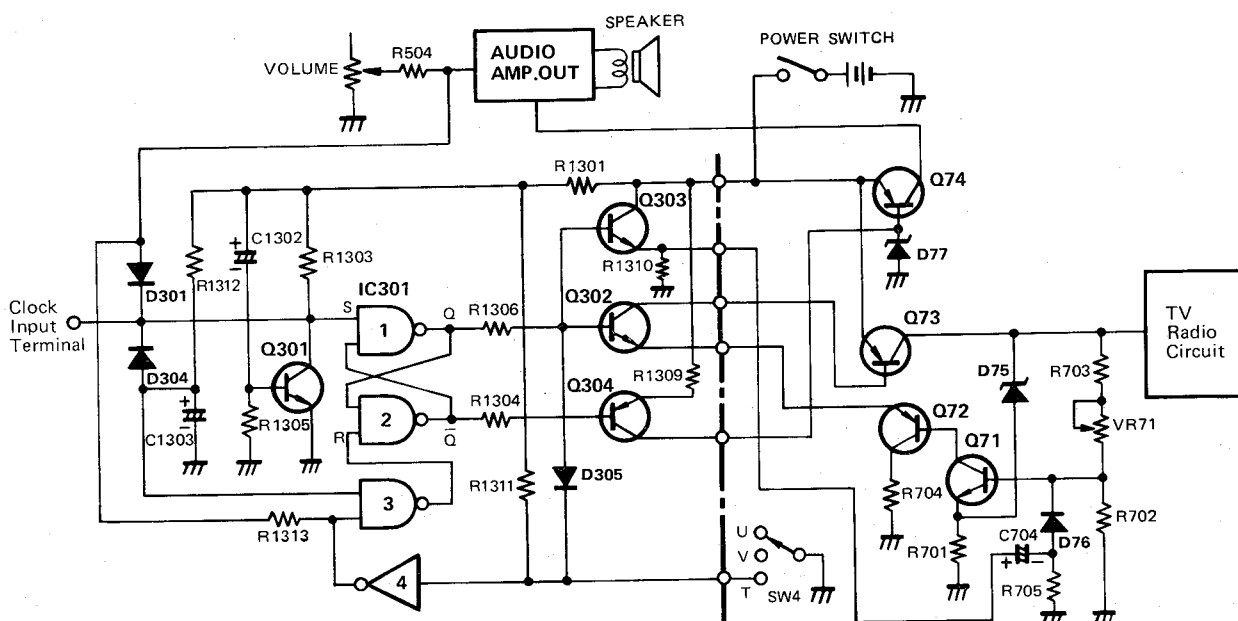 SPEAKER
POWER SWITCH
VOLUME
R504
AUDIO
AMP.OUT
R1301
Q303
Q74
C1302
+
-
R1303
R1310
D77
D301
R1312
IC301
R1306
Q302
Clock
Input
Terminal
S
1
Q
Q73
TV
Radio
Circuit
D304
Q301
Q304
R1309
D75
R703
+
-
C1303
R1305
2
R1304
Q̅
R
Q72
VR71
Q71
R1311
D305
3
R704
R1313
U
V
T
SW4
R701
C704
+
-
D76
R702
R705
4